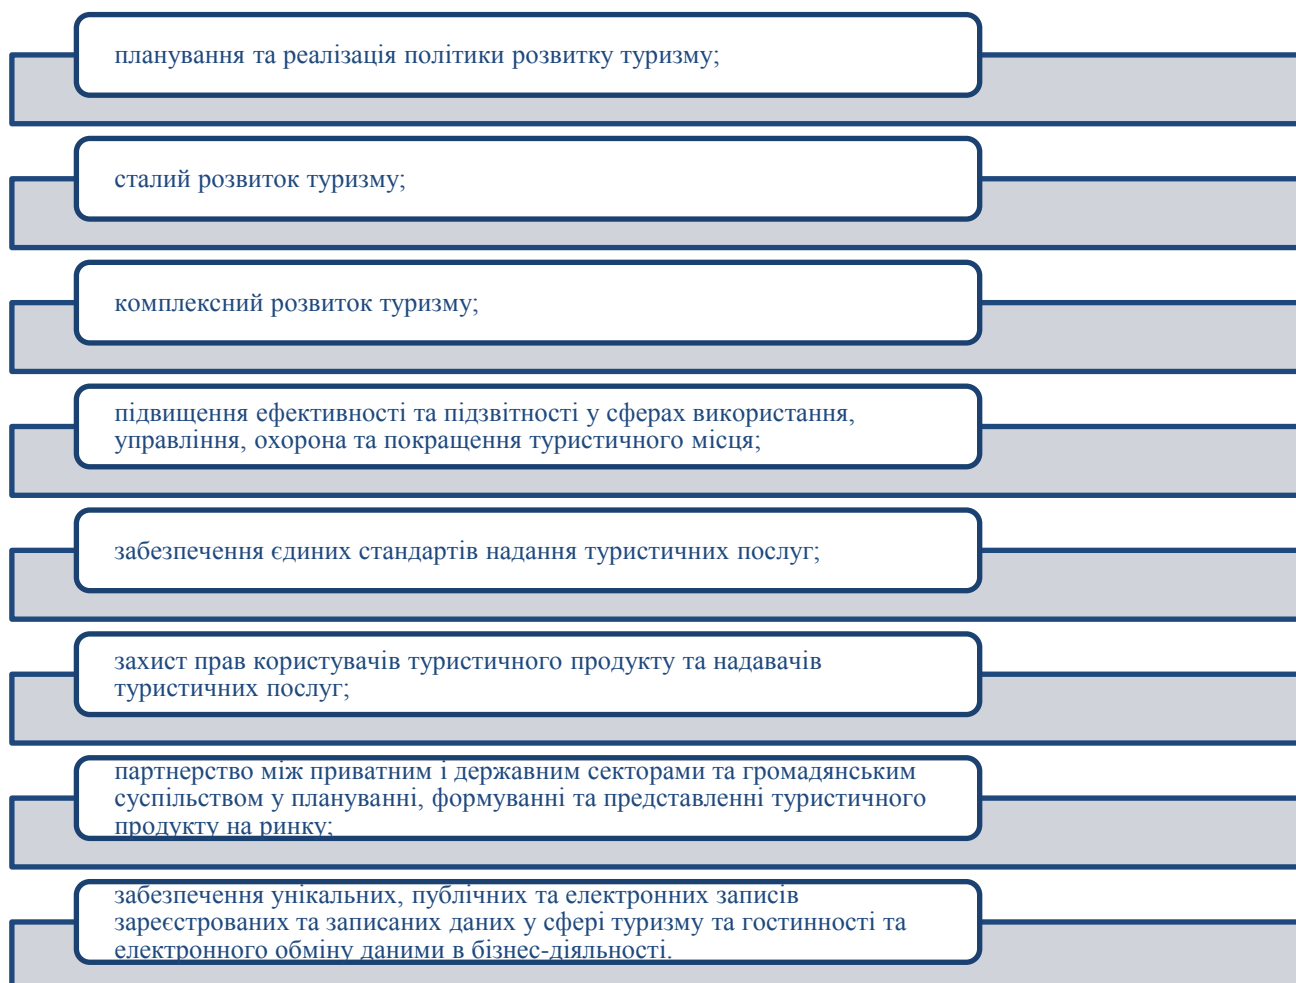 планування та реалізація політики розвитку туризму;
сталий розвиток туризму;
комплексний розвиток туризму;
підвищення ефективності та підзвітності у сферах використання,
управління, охорона та покращення туристичного місця;
забезпечення єдиних стандартів надання туристичних послуг;
захист прав користувачів туристичного продукту та надавачів
туристичних послуг;
партнерство між приватним і державним секторами та громадянським
суспільством у плануванні, формуванні та представленні туристичного
продукту на ринку;
забезпечення унікальних, публічних та електронних записів
зареєстрованих та записаних даних у сфері туризму та гостинності та
електронного обміну даними в бізнес-діяльності.